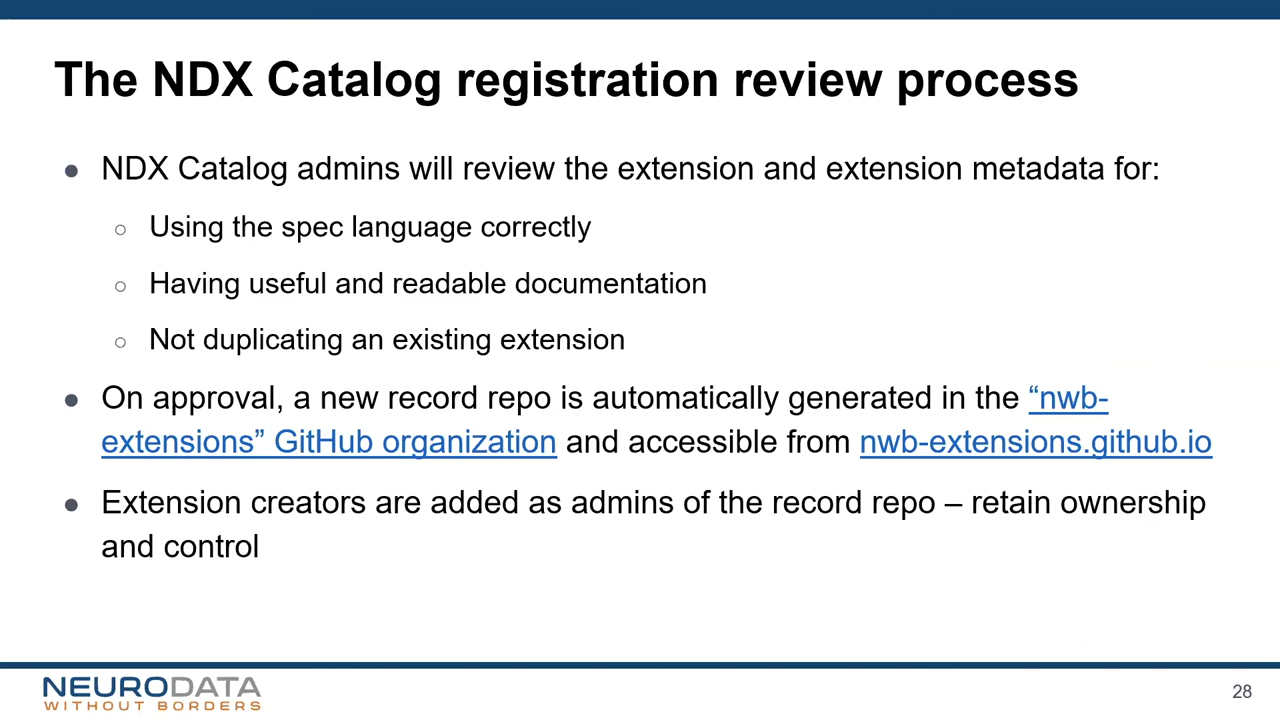 The NDX Catalog registration review process
● NDX Catalog admins will review the extension and extension metadata for:
○ Using the spec language correctly
○ Having useful and readable documentation
○ Not duplicating an existing extension
● On approval, a new record repo is automatically generated in the “nwb-
extensions” GitHub organization and accessible from nwb-extensions.github.io
● Extension creators are added as admins of the record repo – retain ownership
and control
NEURODATA
WITHOUT BORDERS
28